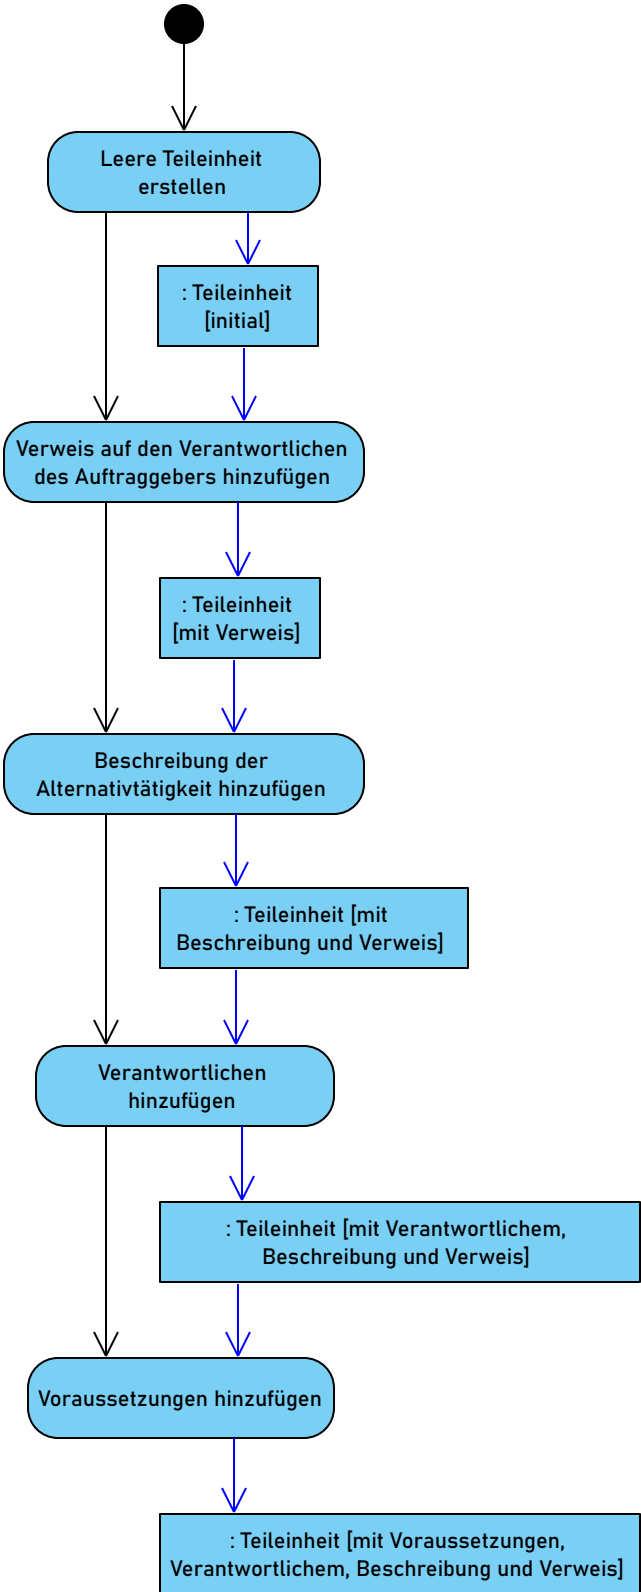 Leere Teileinheit
erstellen
: Teileinheit
[initial]
Verweis auf den Verantwortlichen
des Auftraggebers hinzufügen
: Teileinheit
[mit Verweis]
Beschreibung der
Alternativtätigkeit hinzufügen
: Teileinheit [mit
Beschreibung und Verweis]
Verantwortlichen
hinzufügen
: Teileinheit [mit Verantwortlichem,
Beschreibung und Verweis]
Voraussetzungen hinzufügen
: Teileinheit [mit Voraussetzungen,
Verantwortlichem, Beschreibung und Verweis]